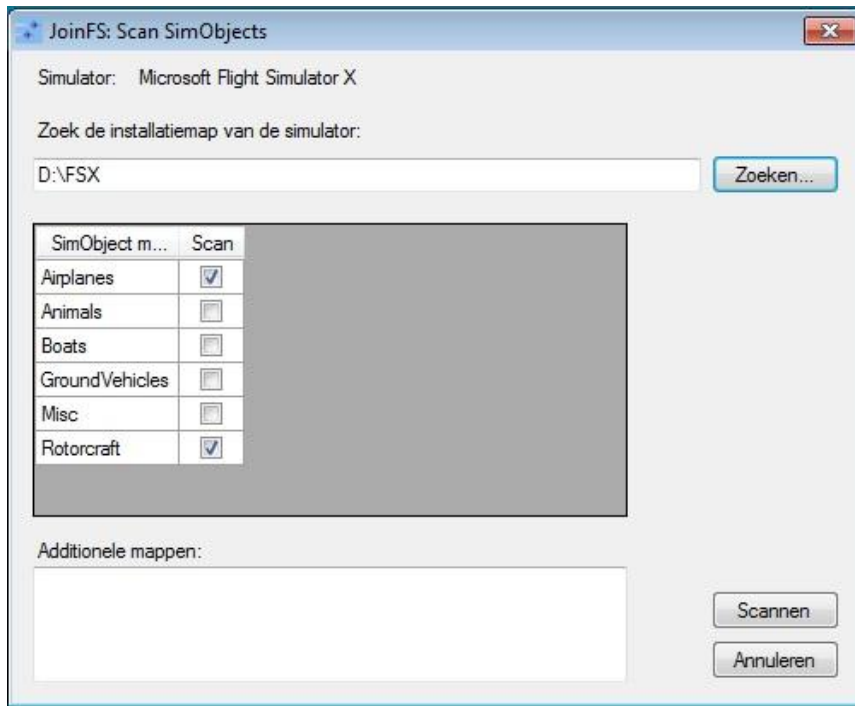 JoinFS: Scan SimObjects
Simulator: Microsoft Flight Simulator X
Zoek de installatiemap van de simulator:
D:\FSX
Zoeken...
SimObject m... Scan
Airplanes
Animals
Boats
GroundVehicles
Misc
Rotorcraft
Additionele mappen:
Scannen
Annuleren